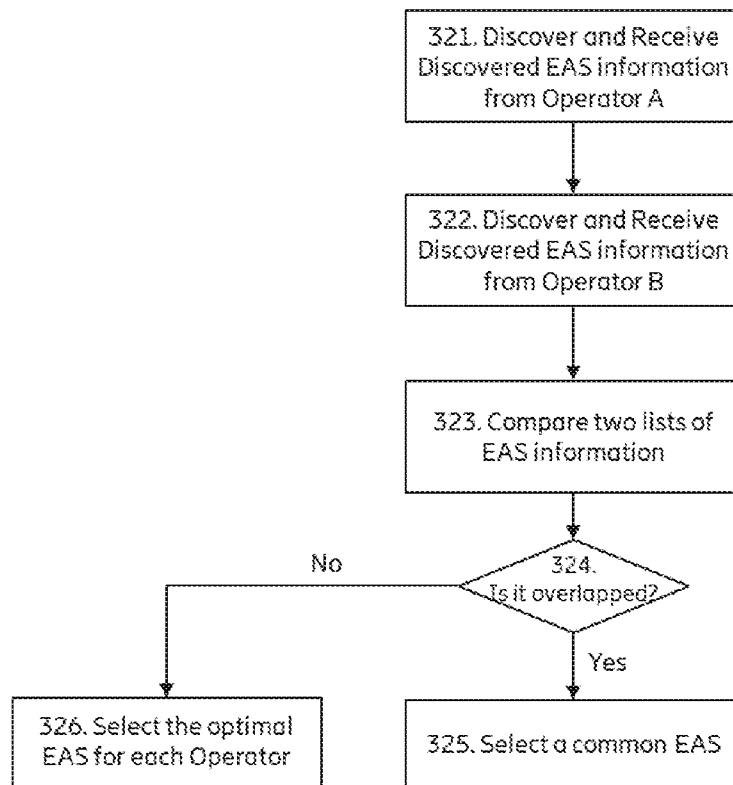 321. Discover and Receive
Discovered EAS information
from Operator A
322. Discover and Receive
Discovered EAS information
from Operator B
323. Compare two lists of
EAS information
324.
Is it overlapped?
No
Yes
326. Select the optimal
EAS for each Operator
325. Select a common EAS